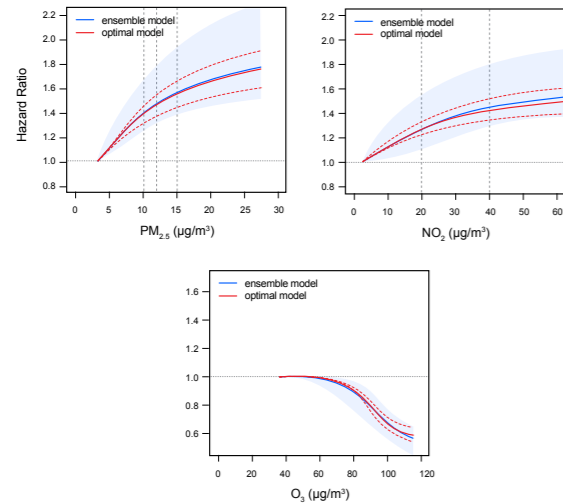 ensemble model
optimal model
Hazard Ratio
2.2
2.0
1.8
1.6
1.4
1.2
1.0
0.8
0 5 10 15 20 25 30
PM2.5 (µg/m³)
ensemble model
optimal model
2.2
2.0
1.8
1.6
1.4
1.2
1.0
0.8
0 10 20 30 40 50 60
NO2 (µg/m³)
ensemble model
optimal model
1.6
1.4
1.2
1.0
0.8
0.6
0 20 40 60 80 100 120
O3 (µg/m³)